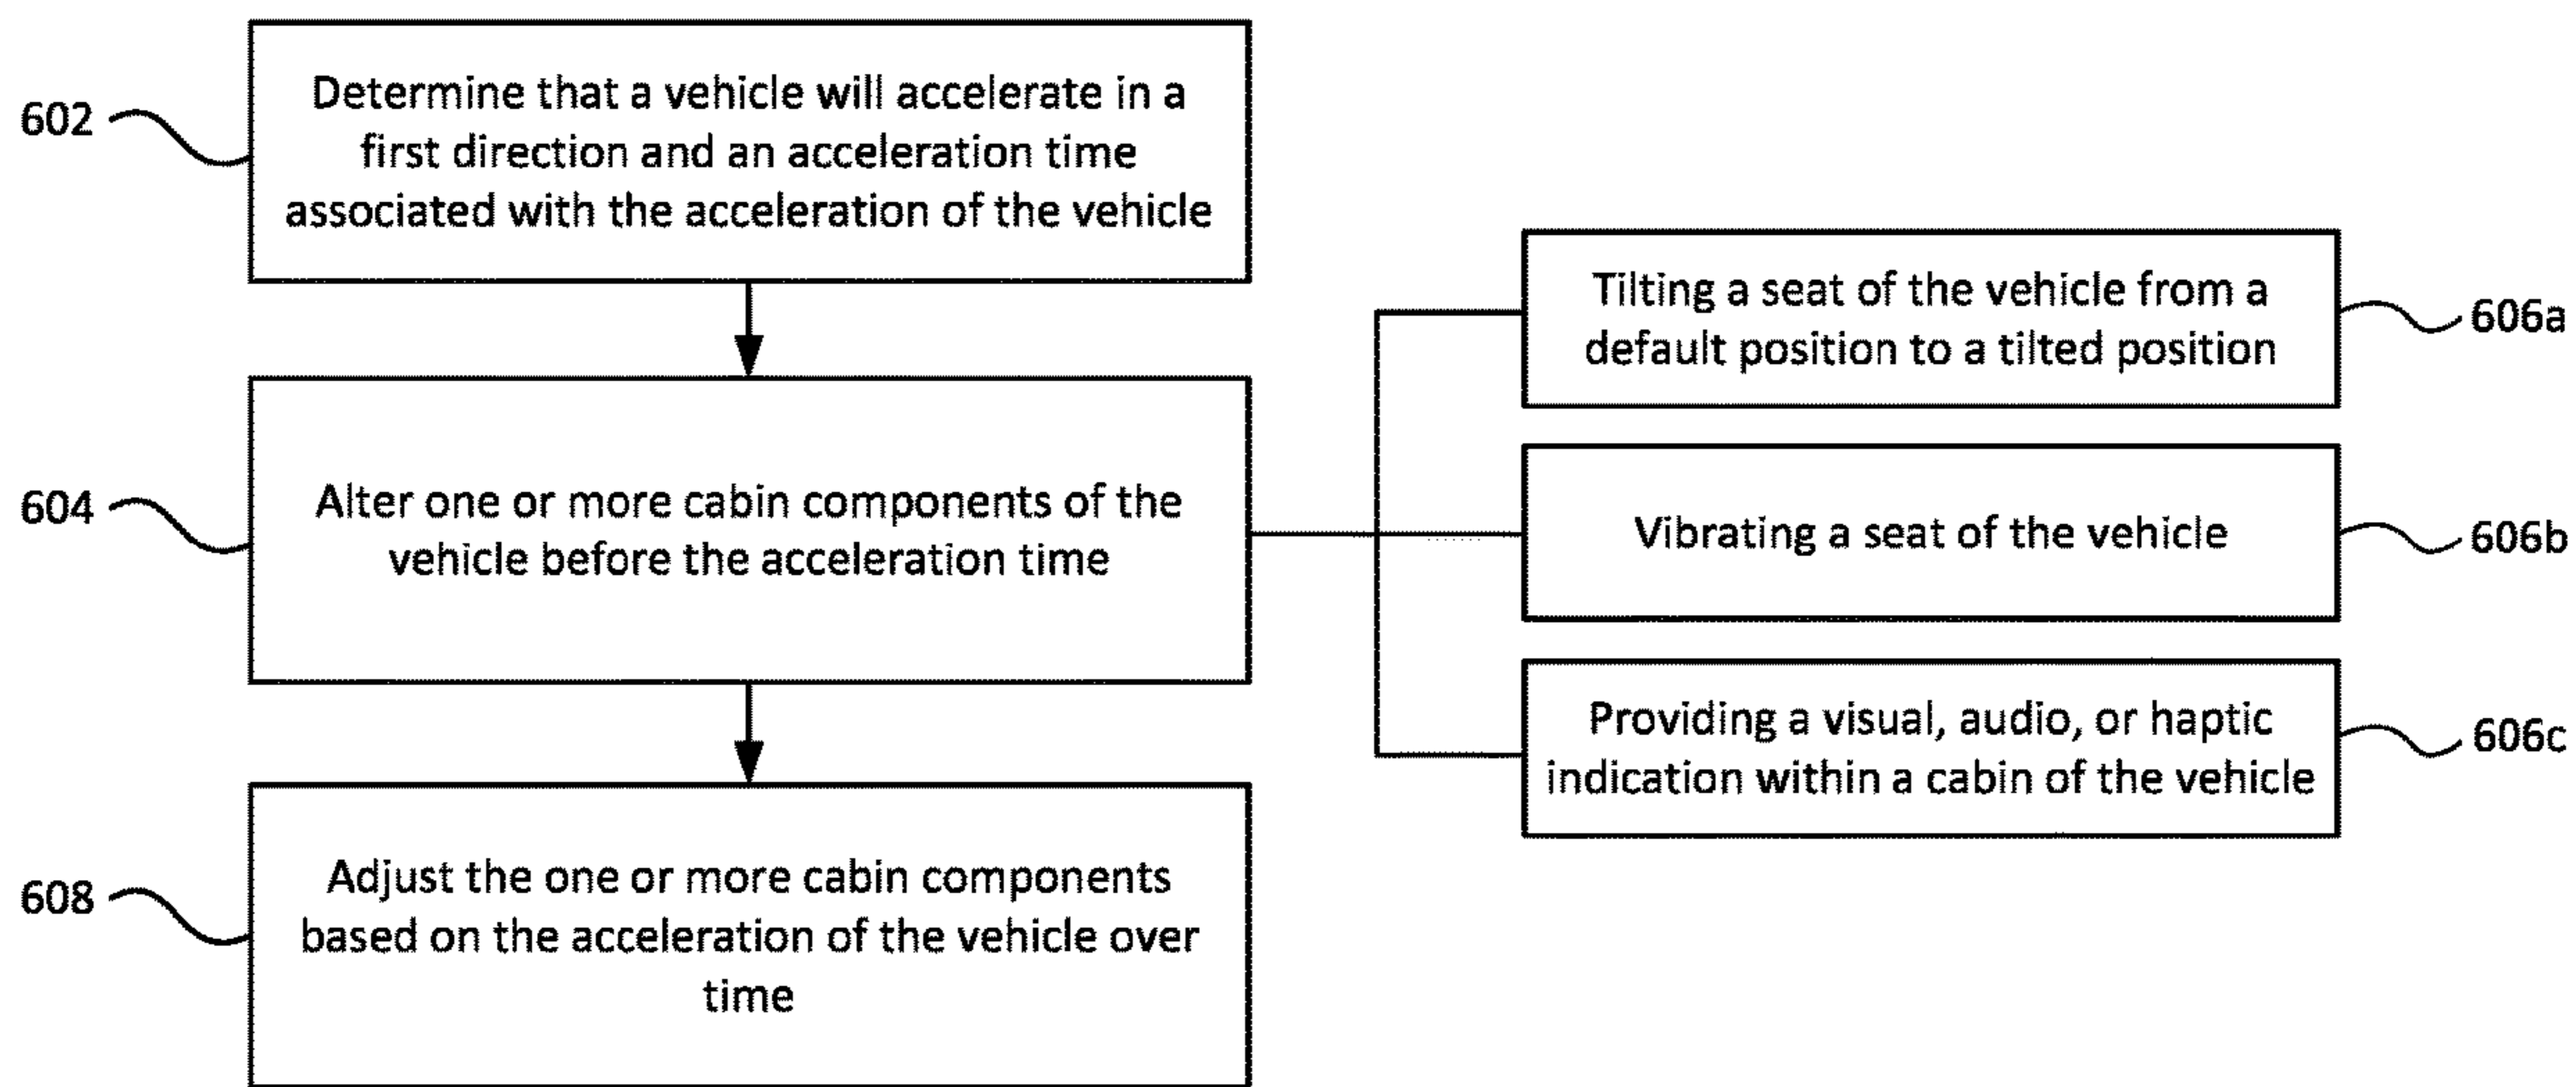 602
Determine that a vehicle will accelerate in a
first direction and an acceleration time
associated with the acceleration of the vehicle
604
Alter one or more cabin components of the
vehicle before the acceleration time
Tilting a seat of the vehicle from a
default position to a tilted position
606a
Vibrating a seat of the vehicle
606b
Providing a visual, audio, or haptic
indication within a cabin of the vehicle
606c
608
Adjust the one or more cabin components
based on the acceleration of the vehicle over
time